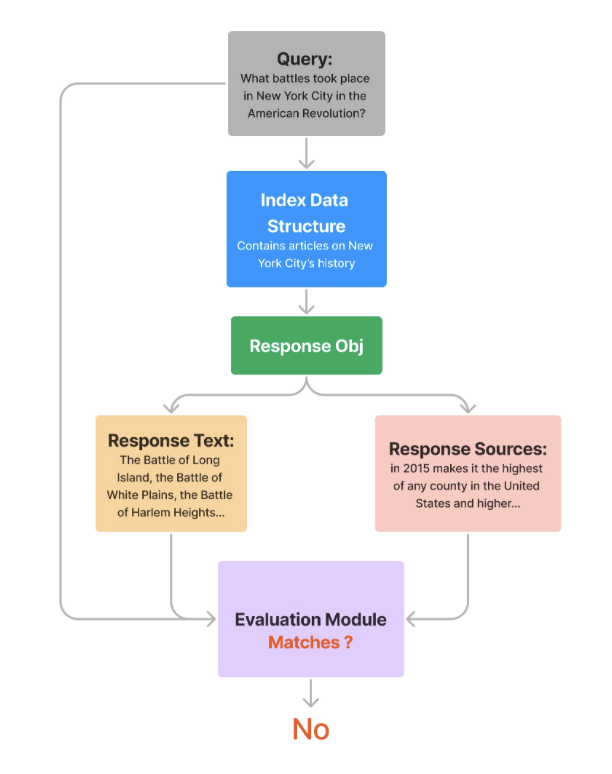 Query:
What battles took place
in New York City in the
American Revolution?
Index Data
Structure
Contains articles on New
York City's history
Response Obj
Response Text:
The Battle of Long
Island, the Battle of
White Plains, the Battle
of Harlem Heights...
Response Sources:
in 2015 makes it the highest
of any county in the United
States and higher...
Evaluation Module
Matches ?
No